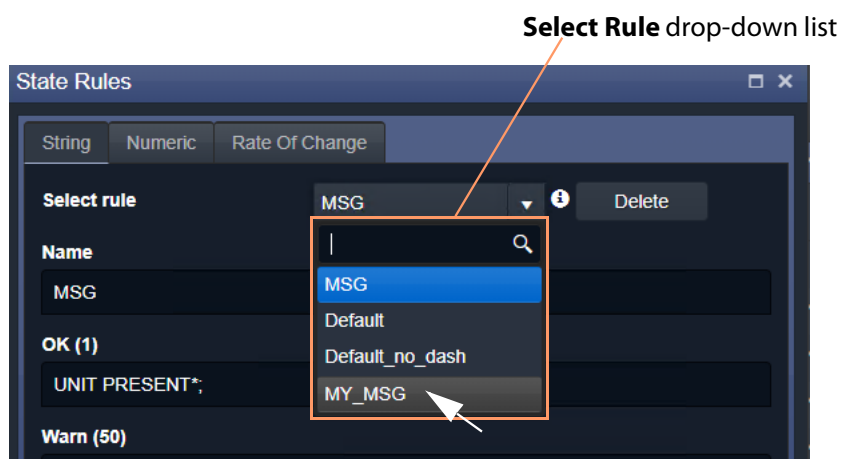 Select Rule drop-down list
State Rules
String Numeric Rate Of Change
Select rule MSG Delete
MSG
Default
Default_no_dash
MY_MSG
Name
MSG
OK (1)
UNIT PRESENT*;
Warn (50)